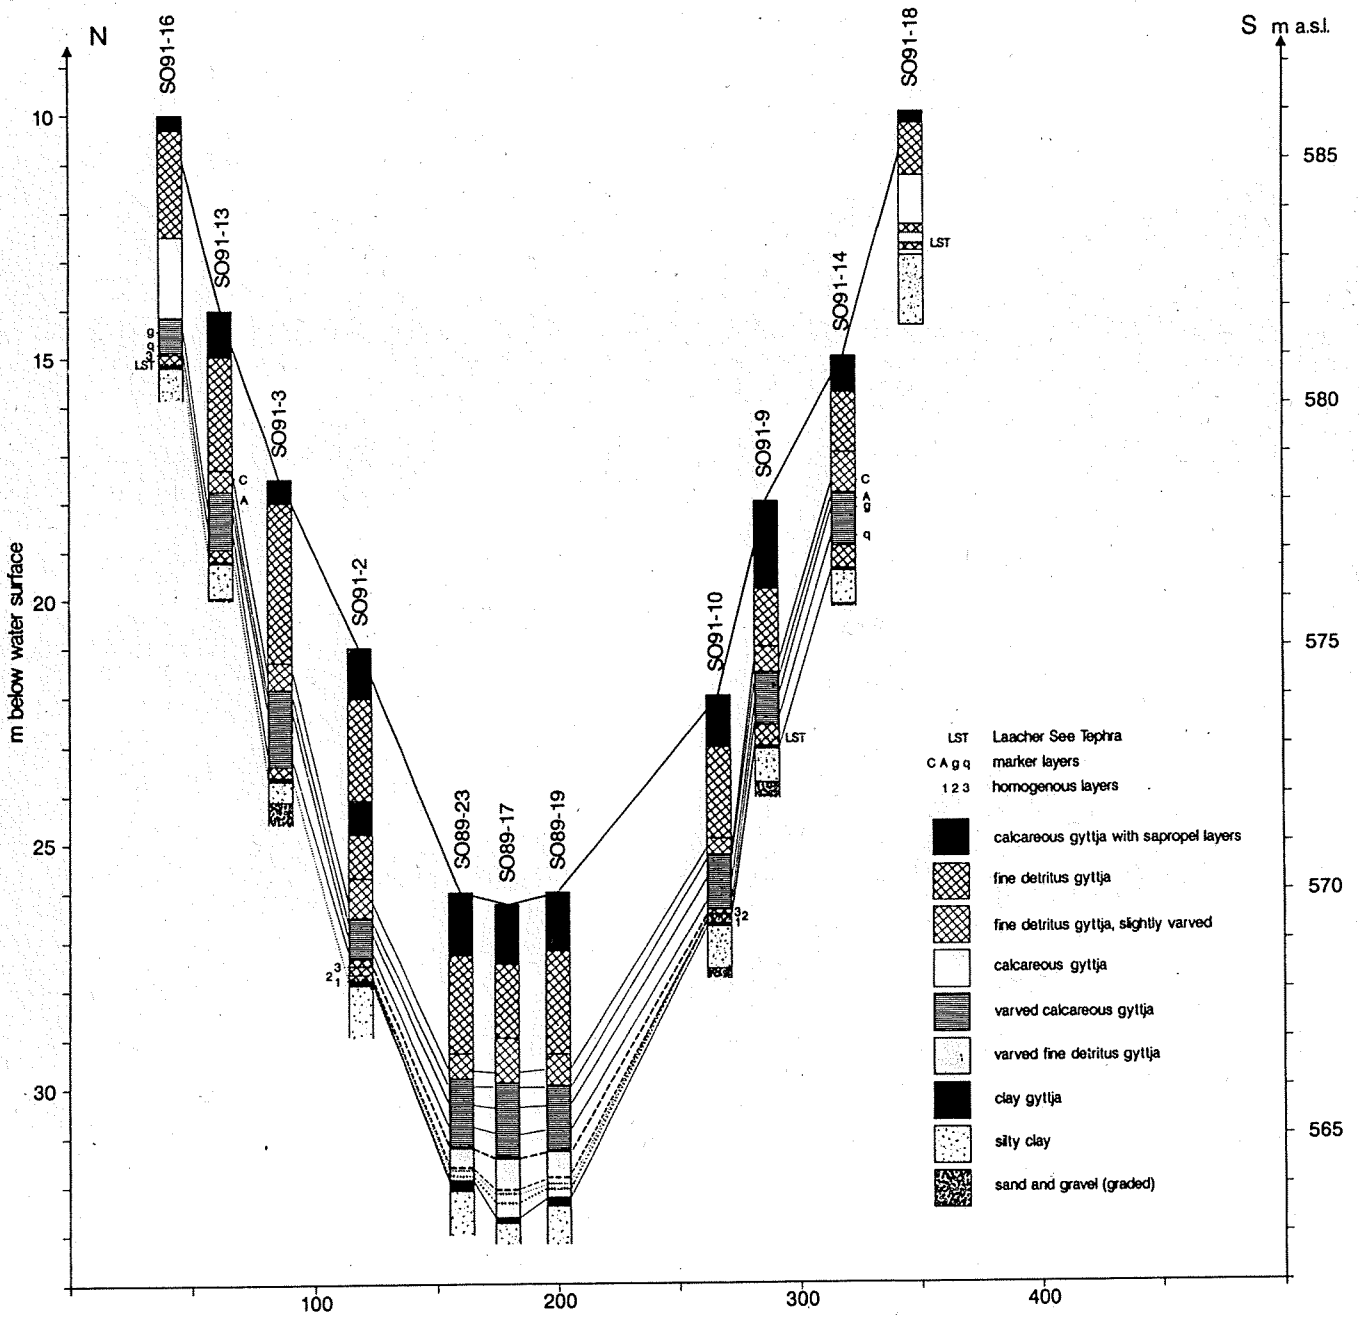 N
S m a.s.l.
SO91-16
SO91-13
SO91-3
SO91-2
SO89-23
SO89-17
SO89-19
SO91-10
SO91-9
SO91-14
SO91-18
m below water surface
10
15
20
25
30
585
580
575
570
565
100
200
300
400
g
q
3
LST
C
A
3
2 1
3 2
1
LST
C
A
g
q
LST
LST Laacher See Tephra
C A g q marker layers
1 2 3 homogenous layers
calcareous gyttja with sapropel layers
fine detritus gyttja
fine detritus gyttja, slightly varved
calcareous gyttja
varved calcareous gyttja
varved fine detritus gyttja
clay gyttja
silty clay
sand and gravel (graded)